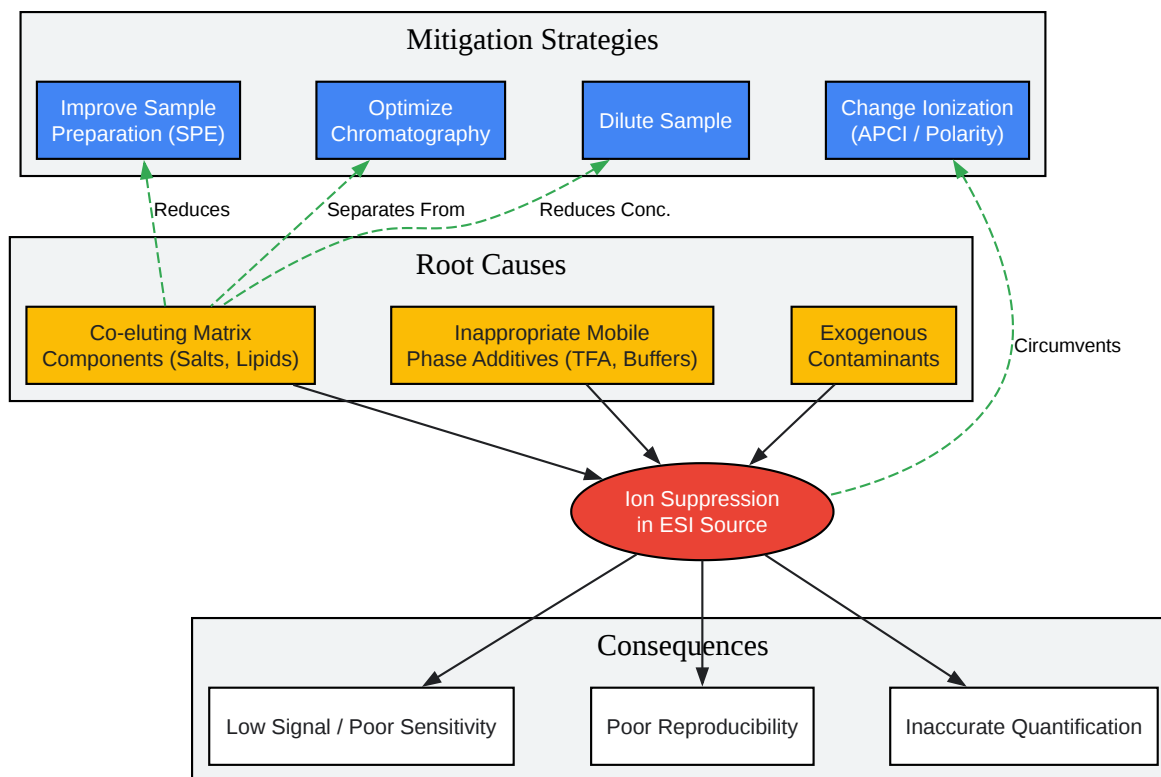 Mitigation Strategies
Improve Sample
Preparation (SPE)
Optimize
Chromatography
Dilute Sample
Change Ionization
(APCI / Polarity)
Reduces
Separates From
Reduces Conc.
Root Causes
Co-eluting Matrix
Components (Salts, Lipids)
Inappropriate Mobile
Phase Additives (TFA, Buffers)
Exogenous
Contaminants
Circumvents
Ion Suppression
in ESI Source
Consequences
Low Signal / Poor Sensitivity
Poor Reproducibility
Inaccurate Quantification